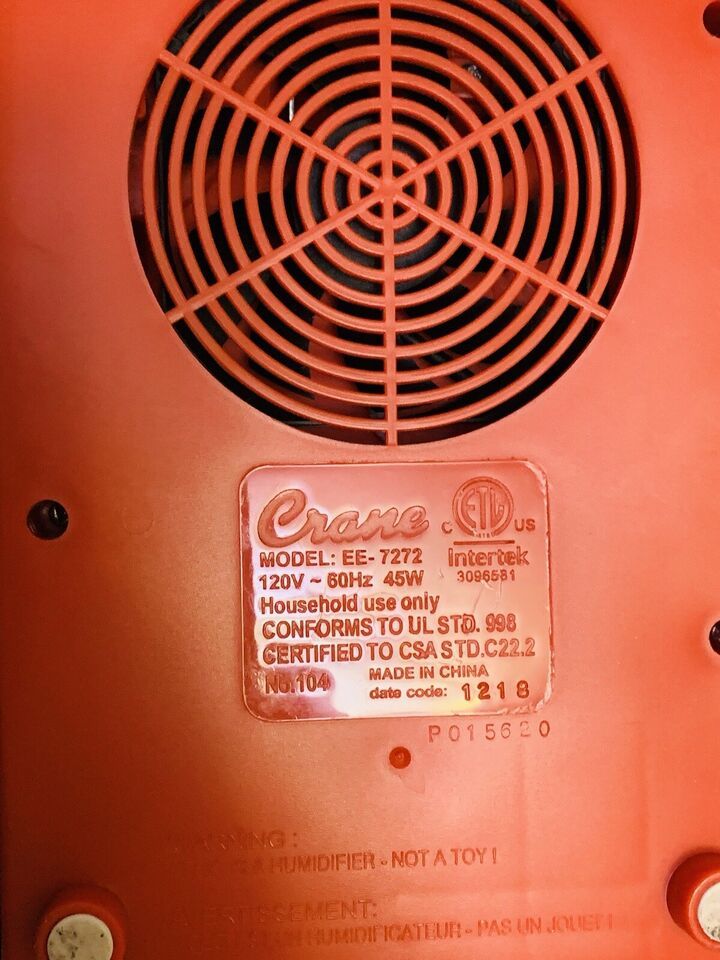 Crane
C ETL US
MODEL: EE-7272 Intertek
120V ~ 60Hz 45W 3096581
Household use only
CONFORMS TO UL STD. 998
CERTIFIED TO CSA STD.C22.2
No.104 MADE IN CHINA
date code: 1218
P015620
WARNING:
A HUMIDIFIER - NOT A TOY!
AVERTISSEMENT:
UN HUMIDIFICATEUR - PAS UN JOUET!